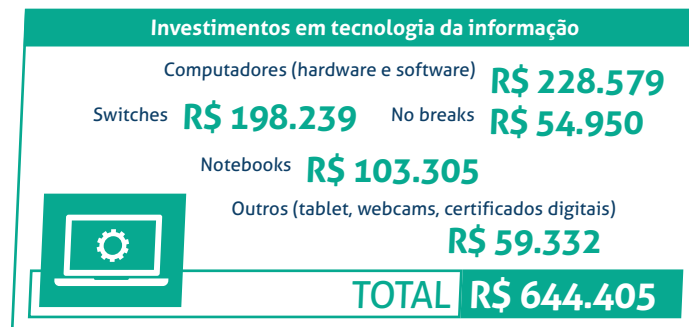 Investimentos em tecnologia da informação
Computadores (hardware e software) R$ 228.579
Switches R$ 198.239 No breaks R$ 54.950
Notebooks R$ 103.305
Outros (tablet, webcams, certificados digitais)
R$ 59.332
TOTAL R$ 644.405